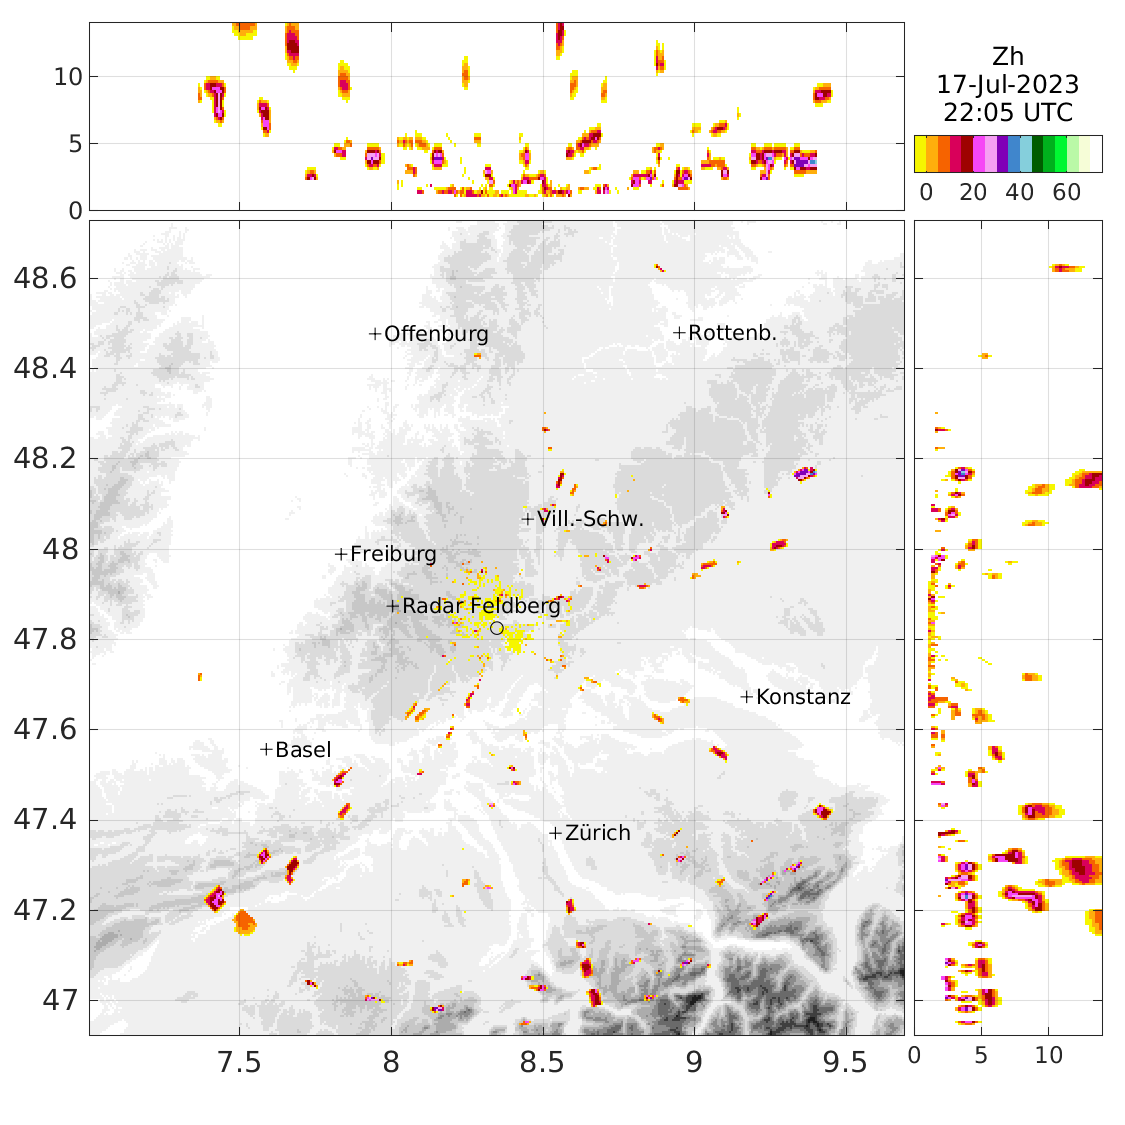 Zh
17-Jul-2023
22:05 UTC
0 20 40 60
10
5
0
48.6
48.4
48.2
48
47.8
47.6
47.4
47.2
47
+Offenburg
+Rottenb.
+Vill.-Schw.
+Freiburg
+Radar Feldberg
+Konstanz
+Basel
+Zürich
7.5 8 8.5 9 9.5
0 5 10